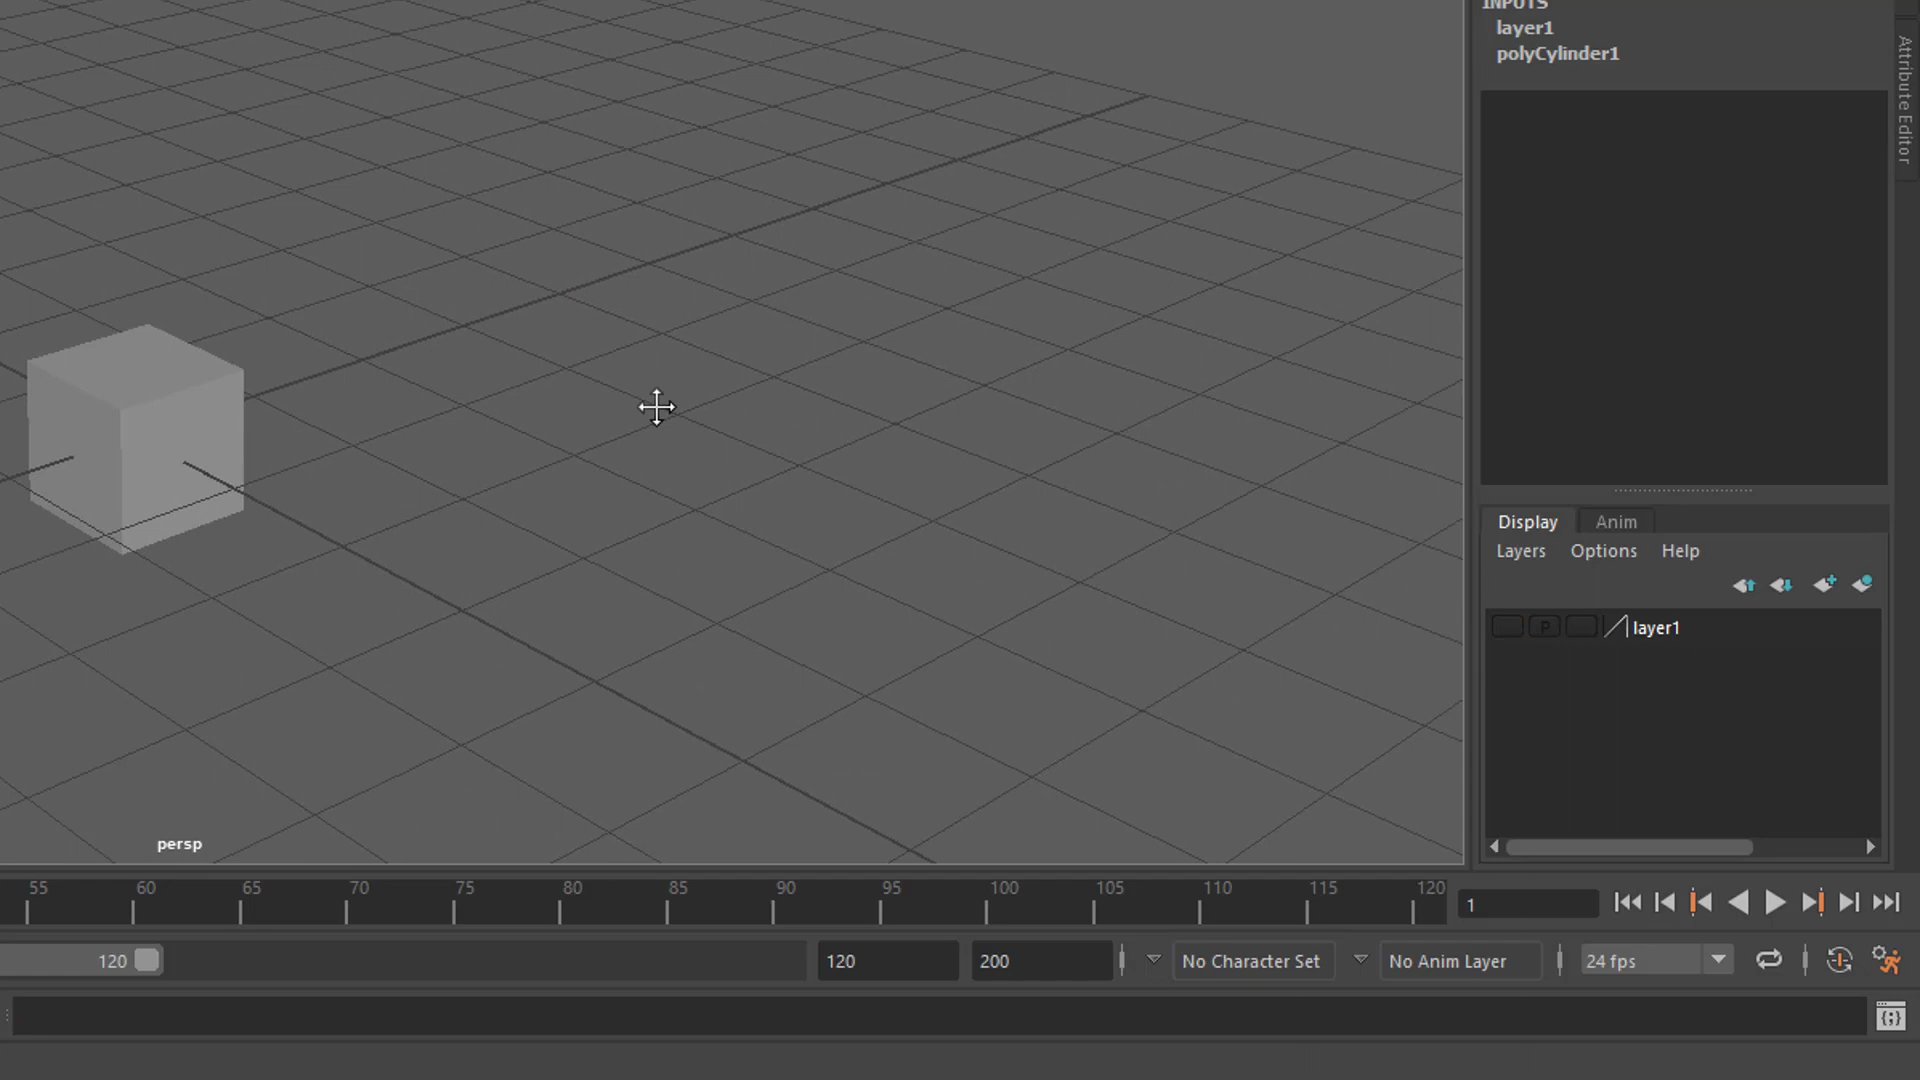 INPUTS
layer1
polyCylinder1
Attribute Editor
Display Anim
Layers Options Help
P layer1
persp
55 60 65 70 75 80 85 90 95 100 105 110 115 120
1
120
120 200 No Character Set No Anim Layer 24 fps